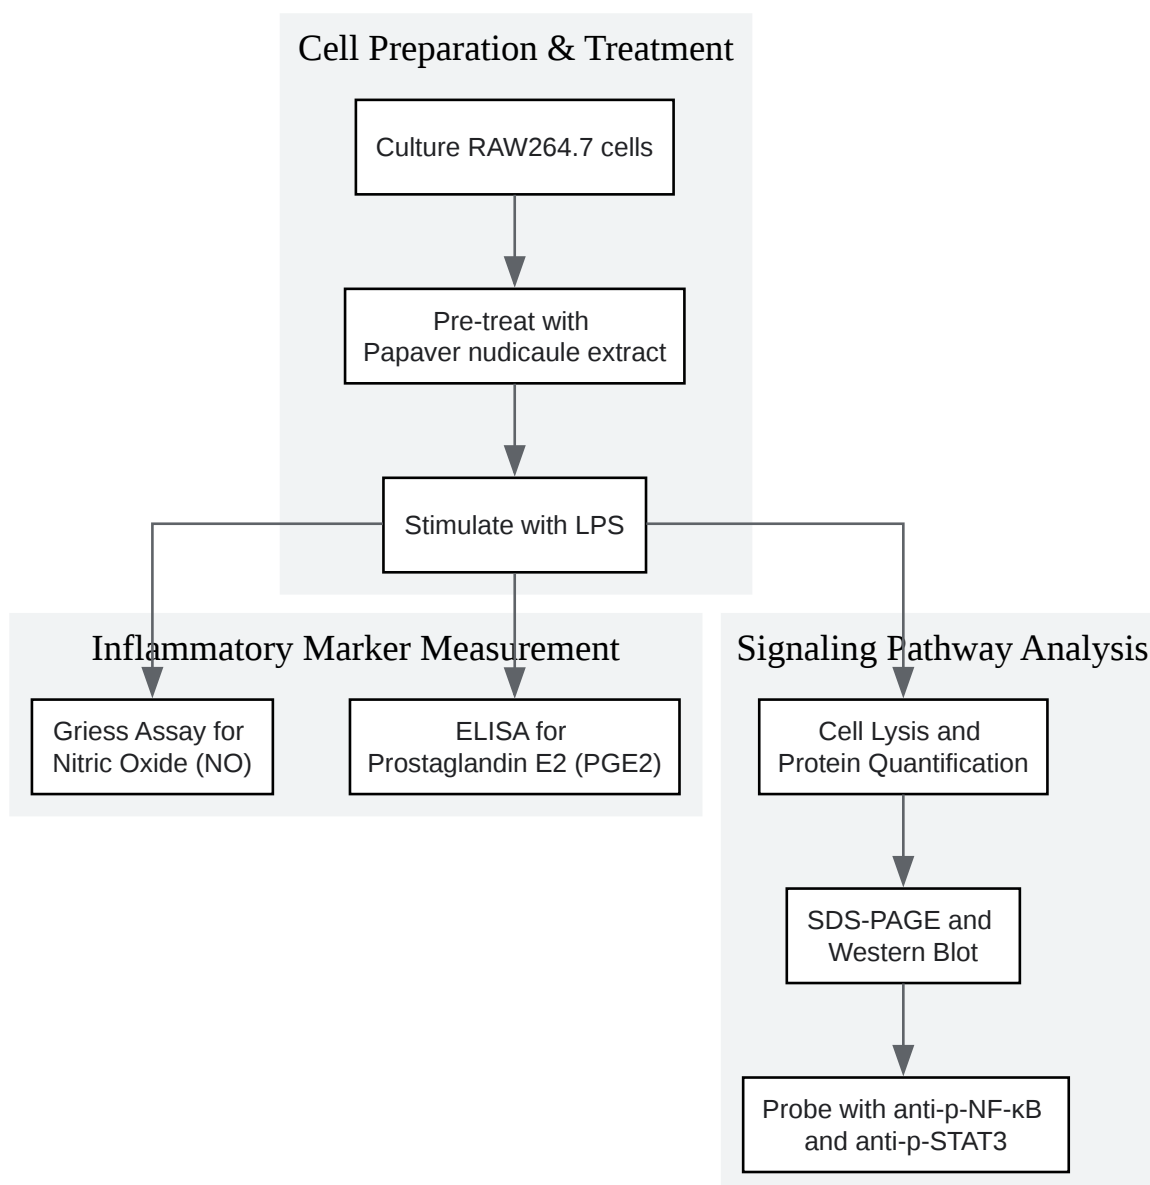 Cell Preparation & Treatment
Culture RAW264.7 cells
Pre-treat with
Papaver nudicaule extract
Stimulate with LPS
Inflammatory Marker Measurement
Griess Assay for
Nitric Oxide (NO)
ELISA for
Prostaglandin E2 (PGE2)
Signaling Pathway Analysis
Cell Lysis and
Protein Quantification
SDS-PAGE and
Western Blot
Probe with anti-p-NF-κB
and anti-p-STAT3